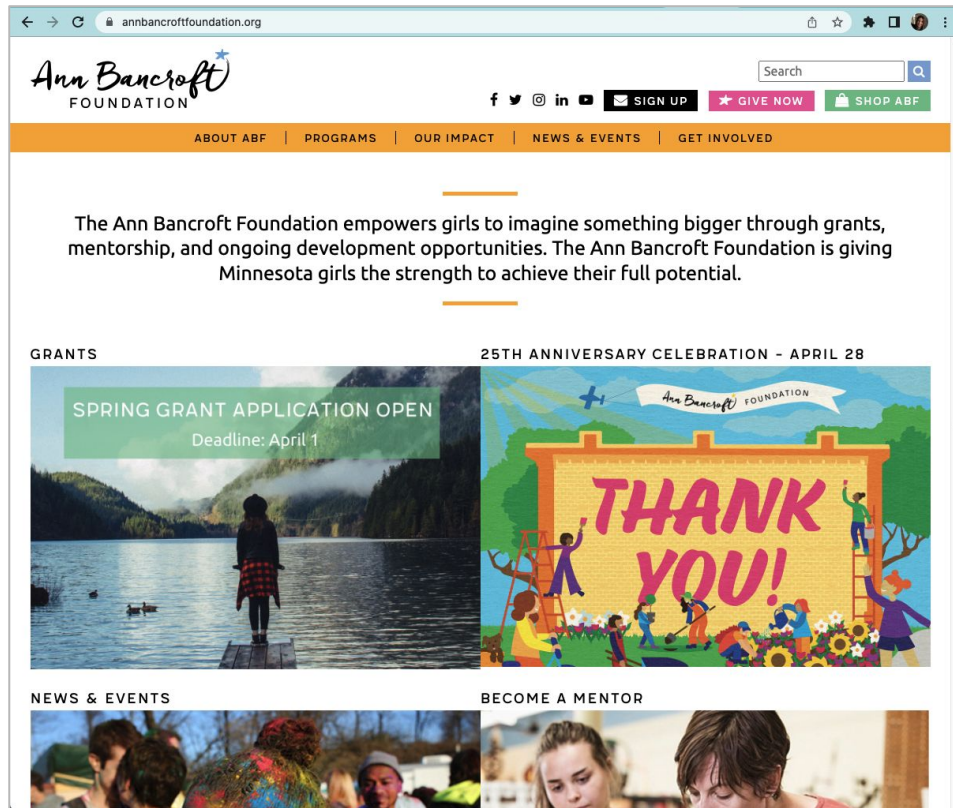 annbancroftfoundation.org
Ann Bancroft
FOUNDATION
Search
SIGN UP
GIVE NOW
SHOP ABF
ABOUT ABF | PROGRAMS | OUR IMPACT | NEWS & EVENTS | GET INVOLVED
The Ann Bancroft Foundation empowers girls to imagine something bigger through grants,
mentorship, and ongoing development opportunities. The Ann Bancroft Foundation is giving
Minnesota girls the strength to achieve their full potential.
GRANTS
SPRING GRANT APPLICATION OPEN
Deadline: April 1
25TH ANNIVERSARY CELEBRATION - APRIL 28
Ann Bancroft FOUNDATION
THANK
YOU!
NEWS & EVENTS
BECOME A MENTOR